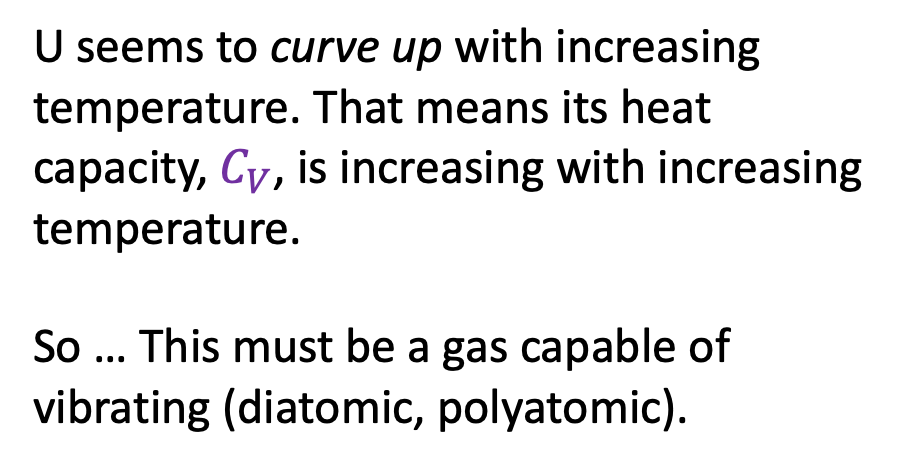 U seems to curve up with increasing
temperature. That means its heat
capacity, C_V, is increasing with increasing
temperature.
So … This must be a gas capable of
vibrating (diatomic, polyatomic).